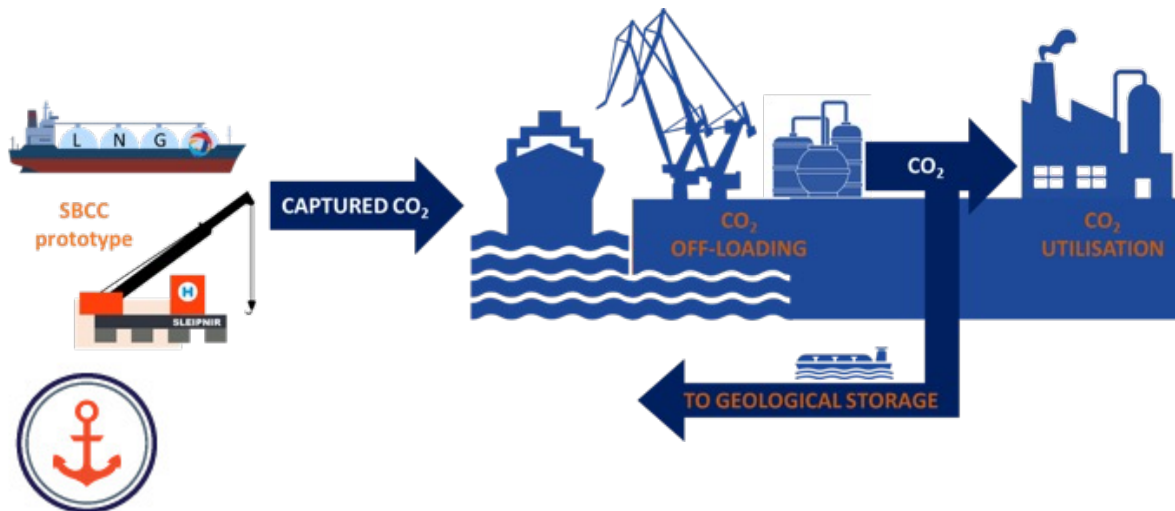 L N G
SBCC
prototype
H
SLEIPNIR
CAPTURED CO₂
CO₂
OFF-LOADING
CO₂
CO₂
UTILISATION
TO GEOLOGICAL STORAGE